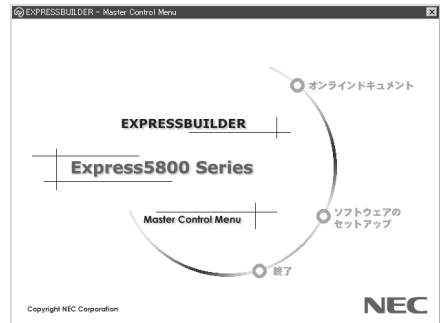 EXPRESSBUILDER - Master Control Menu
オンラインドキュメント
EXPRESSBUILDER
Express5800 Series
Master Control Menu
ソフトウェアの
セットアップ
終了
Copyright NEC Corporation
NEC